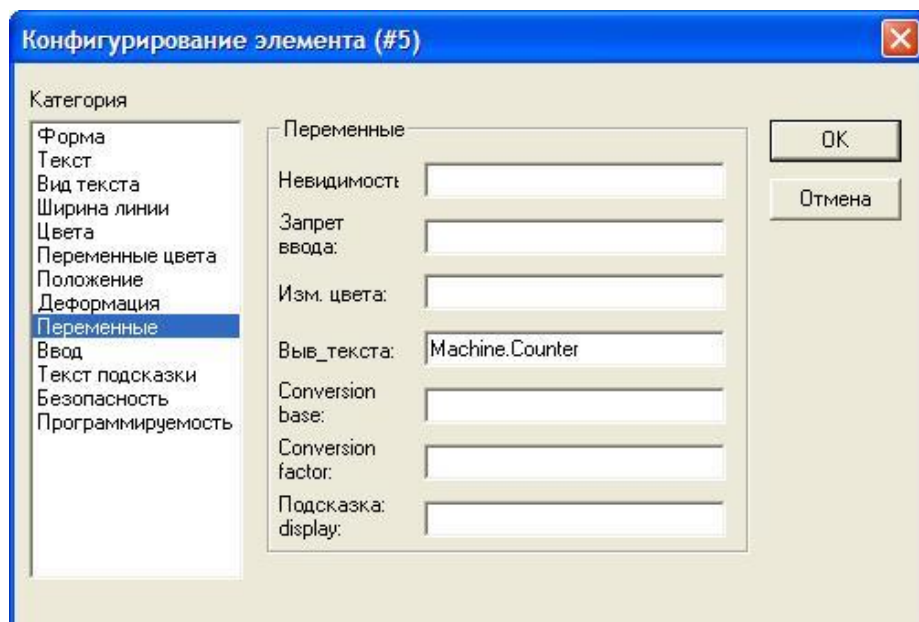 Конфигурирование элемента (#5)
Категория
Форма
Текст
Вид текста
Ширина линии
Цвета
Переменные цвета
Положение
Деформация
Переменные
Ввод
Текст подсказки
Безопасность
Программируемость
Переменные
Невидимость
Запрет
ввода:
Изм. цвета:
Выв_текста: Machine.Counter
Conversion
base:
Conversion
factor:
Подсказка:
display:
OK
Отмена